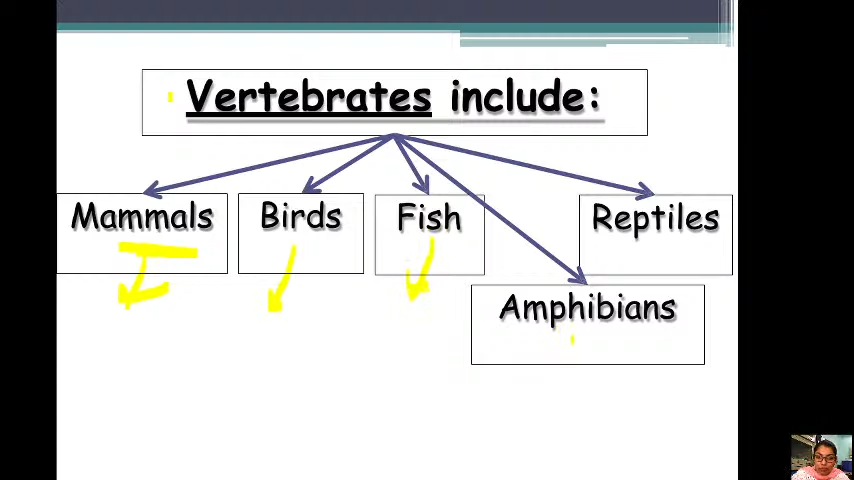 Vertebrates include:
Mammals
Birds
Fish
Reptiles
Amphibians